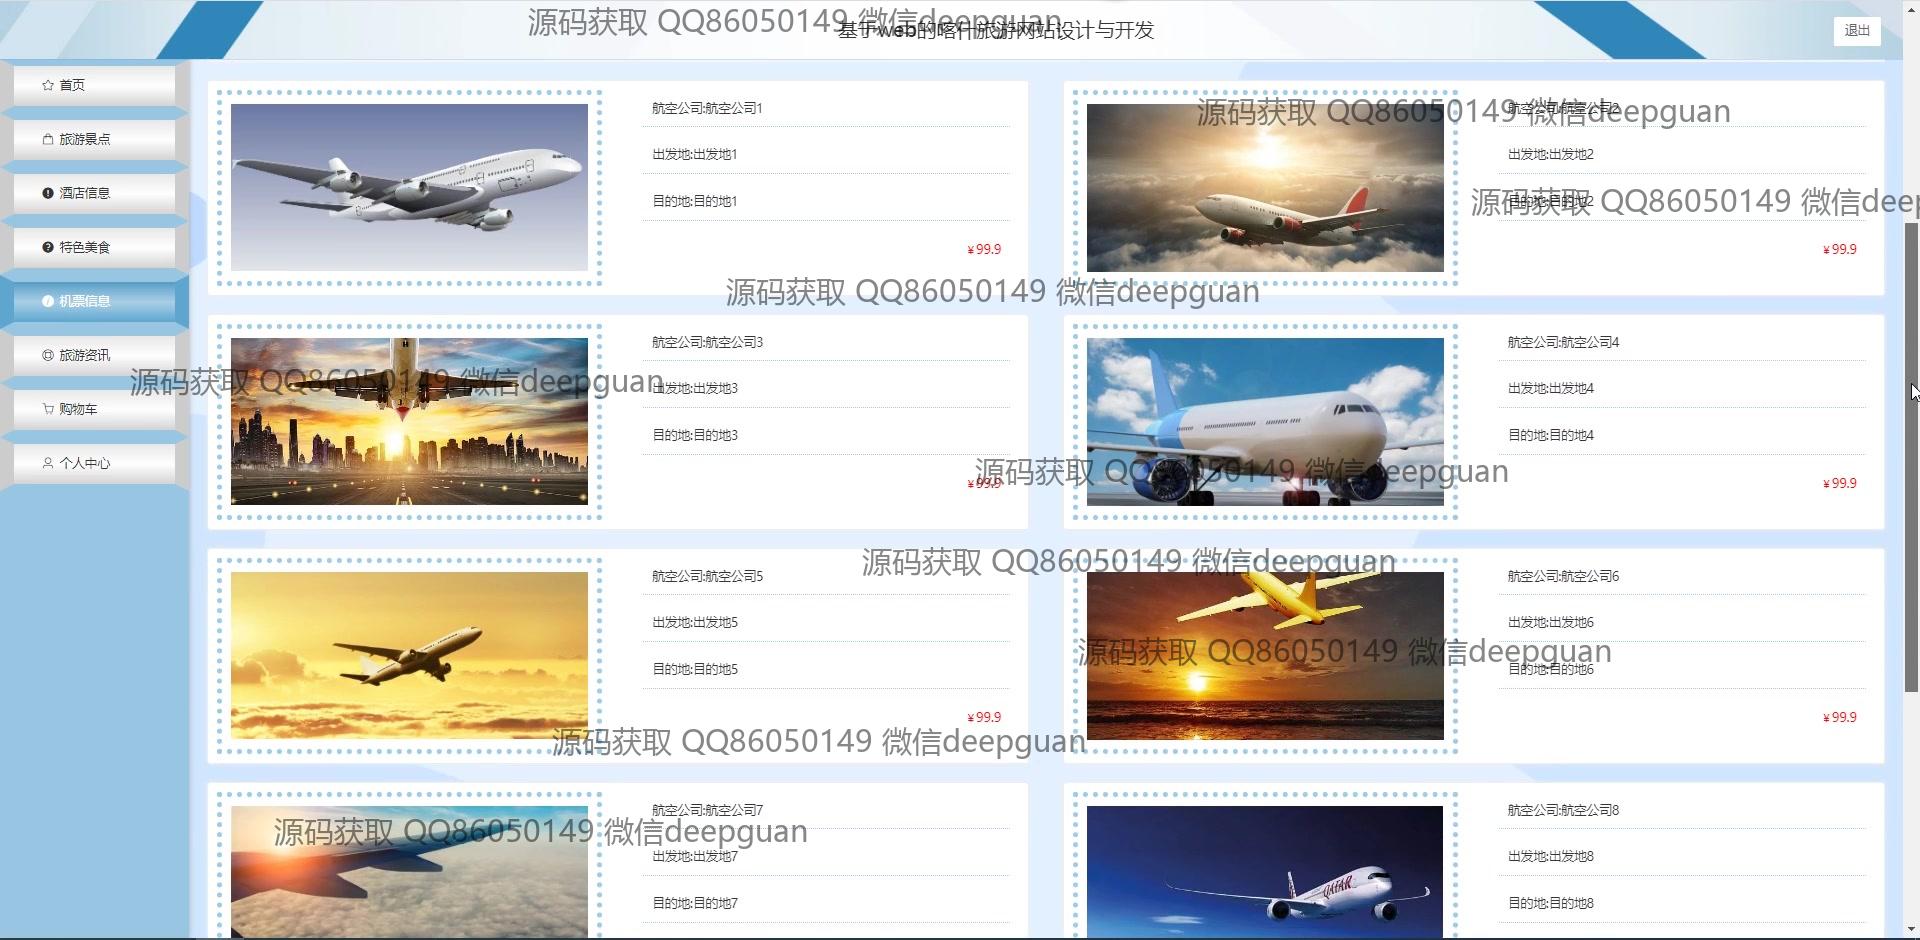 源码获取 QQ86050149 微信deepguan
基于web的喀什旅游网站设计与开发
退出
首页
旅游景点
酒店信息
特色美食
机票信息
旅游资讯
购物车
个人中心
航空公司:航空公司1
出发地:出发地1
目的地:目的地1
¥99.9
源码获取 QQ86050149 微信deepguan
航空公司:航空公司2
出发地:出发地2
源码获取 QQ86050149 微信deep
目的地:目的地2
¥99.9
源码获取 QQ86050149 微信deepguan
航空公司:航空公司3
源码获取 QQ86050149 微信deepguan
出发地:出发地3
目的地:目的地3
¥99.9
航空公司:航空公司4
出发地:出发地4
目的地:目的地4
源码获取 QQ86050149 微信deepguan
¥99.9
源码获取 QQ86050149 微信deepguan
航空公司:航空公司5
出发地:出发地5
目的地:目的地5
¥99.9
航空公司:航空公司6
出发地:出发地6
源码获取 QQ86050149 微信deepguan
目的地:目的地6
¥99.9
源码获取 QQ86050149 微信deepguan
航空公司:航空公司7
源码获取 QQ86050149 微信deepguan
出发地:出发地7
目的地:目的地7
航空公司:航空公司8
出发地:出发地8
目的地:目的地8
QATAR